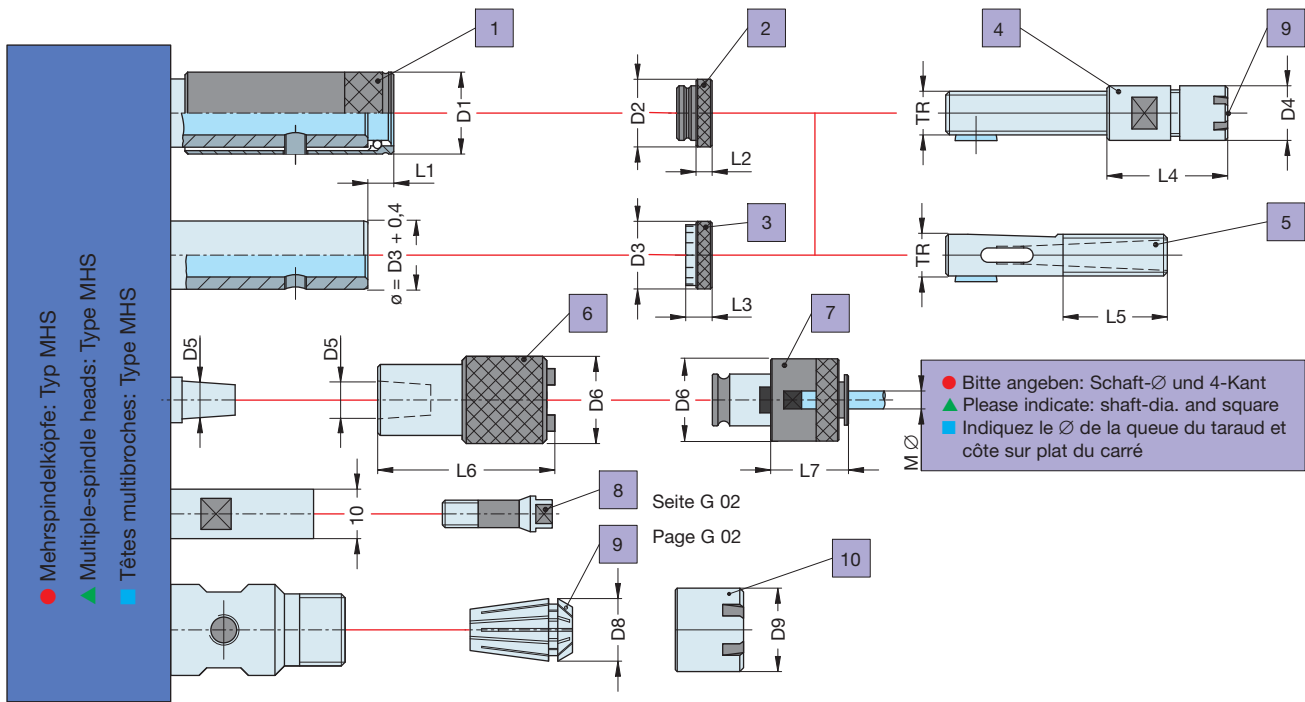 1
2
4
9
D1
D2
L2
TR
D4
L4
L1
3
5
ø = D3 + 0,4
D3
L3
TR
L5
6
7
D5
D5
D6
D6
L6
L7
M Ø
Bitte angeben: Schaft-Ø und 4-Kant
Please indicate: shaft-dia. and square
Indiquez le Ø de la queue du taraud et
côte sur plat du carré
10
8
Seite G 02
Page G 02
9
10
D8
D9
Mehrspindelköpfe: Typ MHS
Multiple-spindle heads: Type MHS
Têtes multibroches: Type MHS